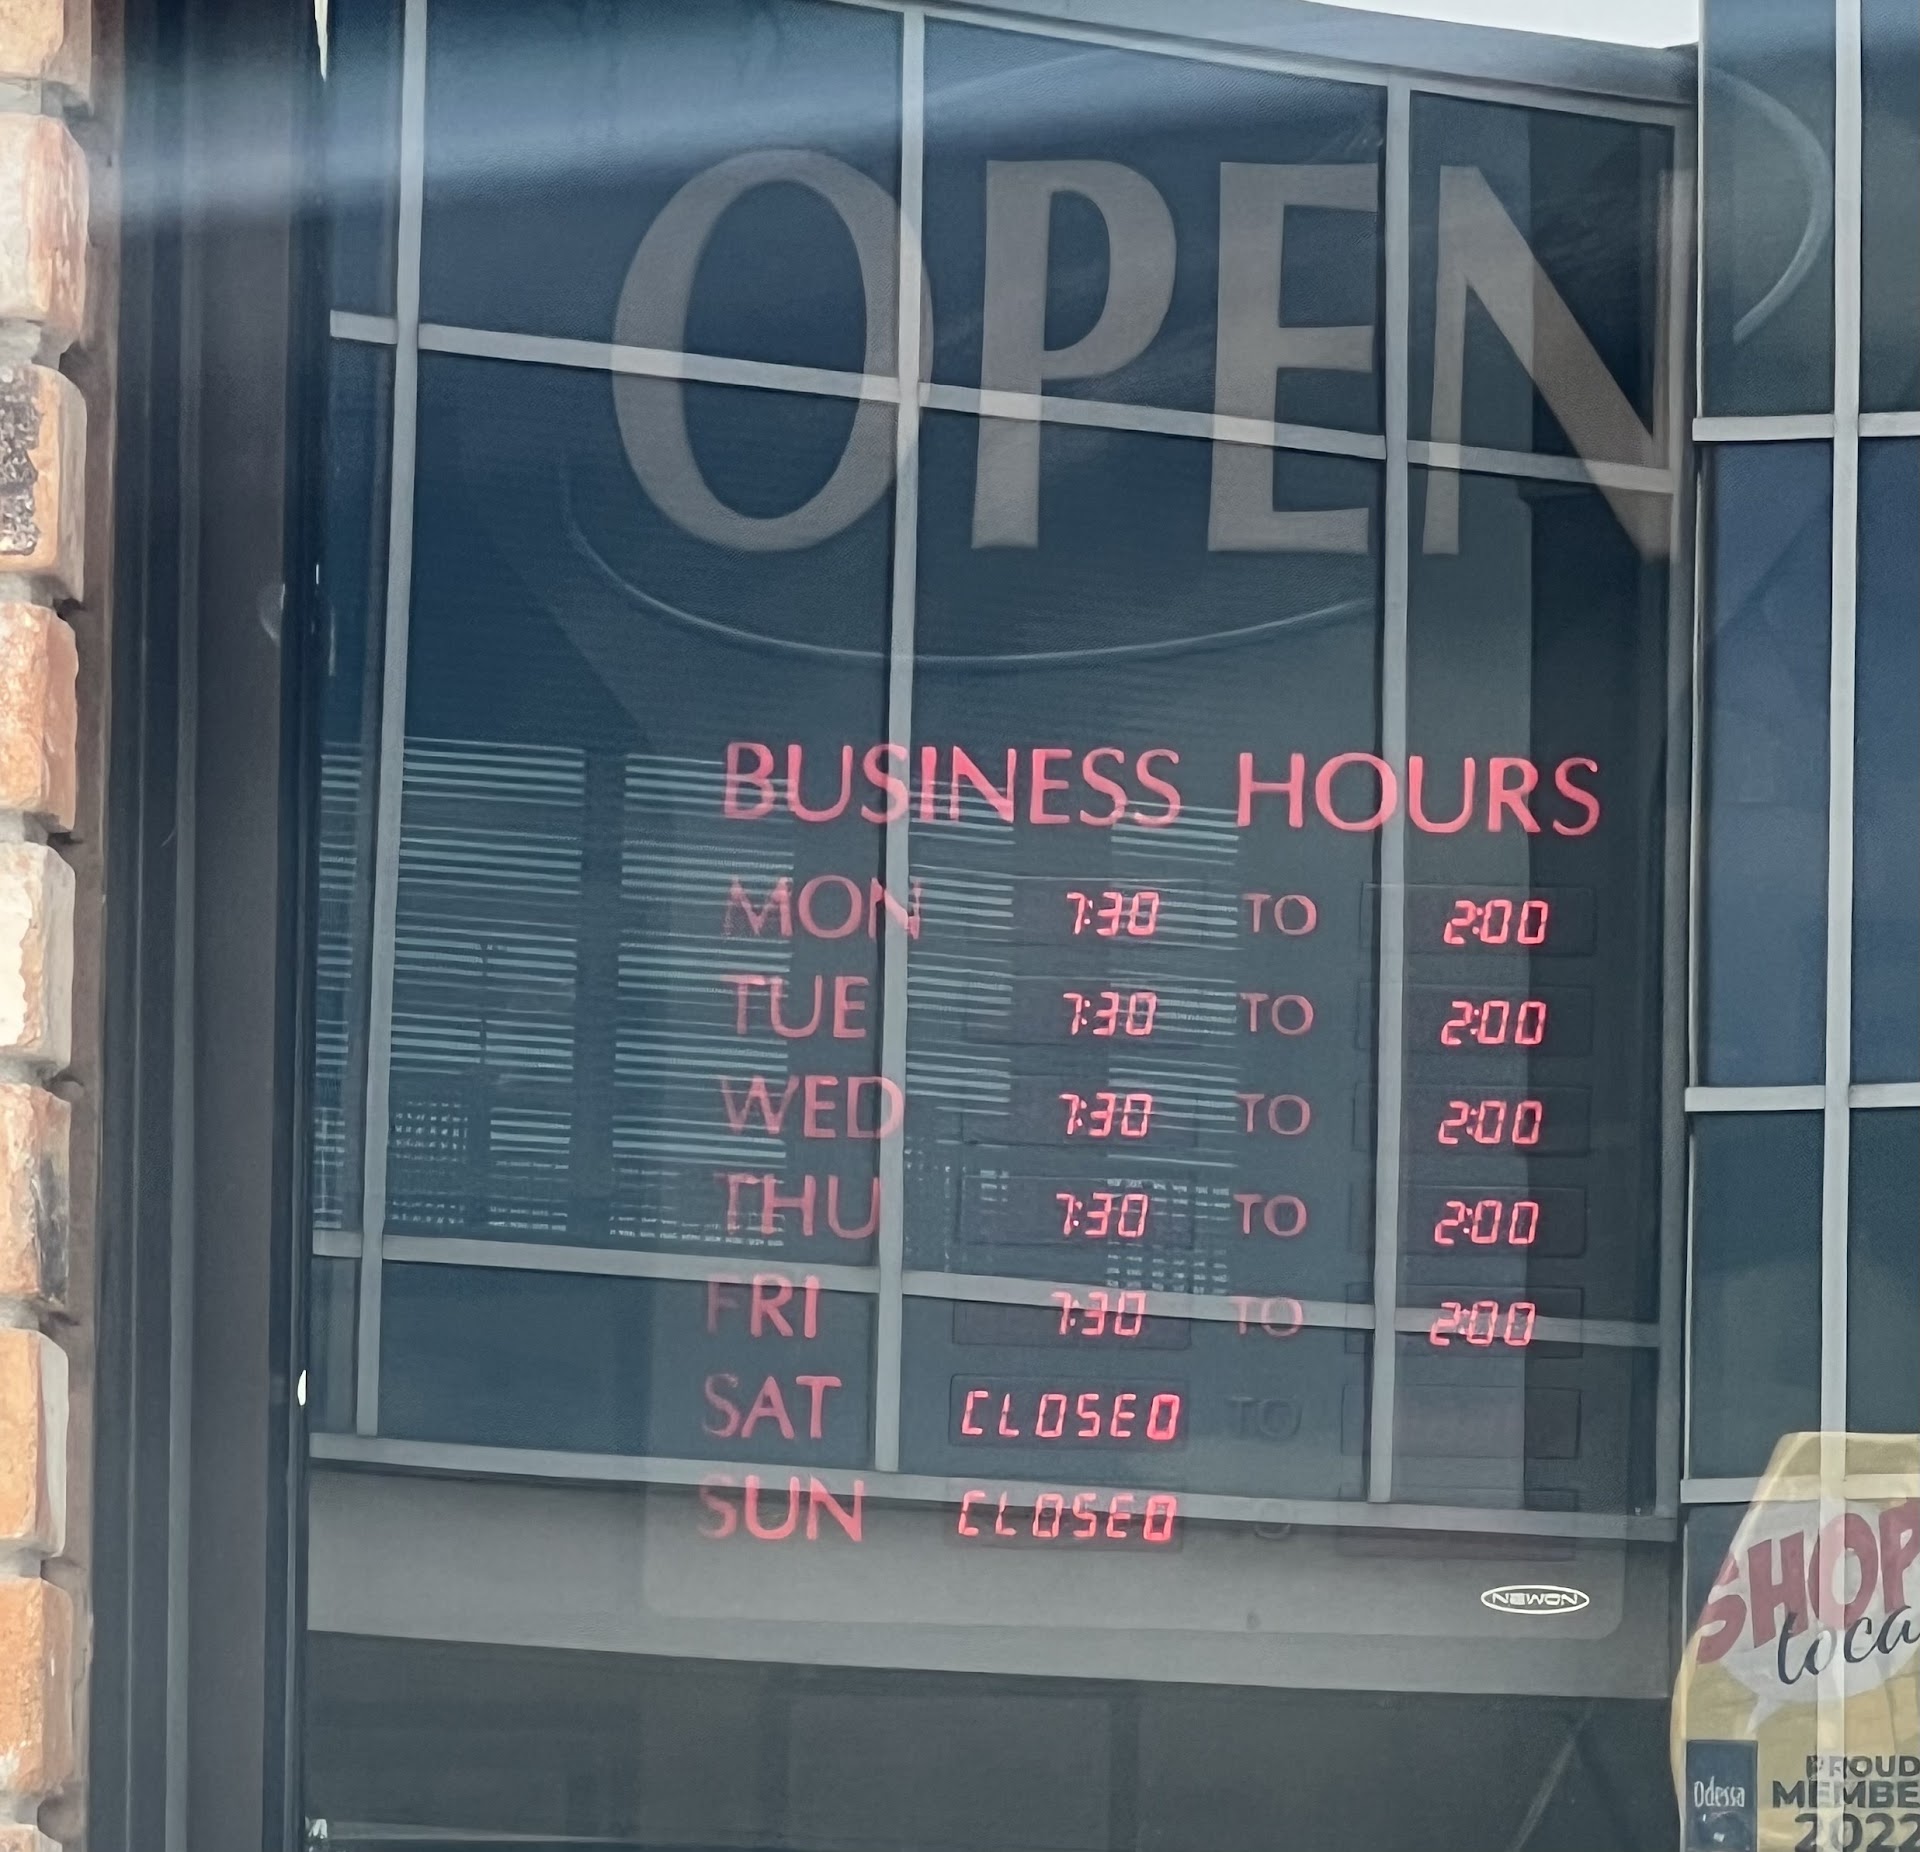 OPEN
BUSINESS HOURS
MON 7:30 TO 2:00
TUE 7:30 TO 2:00
WED 7:30 TO 2:00
THU 7:30 TO 2:00
FRI 7:30 TO 2:00
SAT CLOSED TO
SUN CLOSED
NEWON
SHOP
loca
Odessa
PROUD
MEMBE
2022